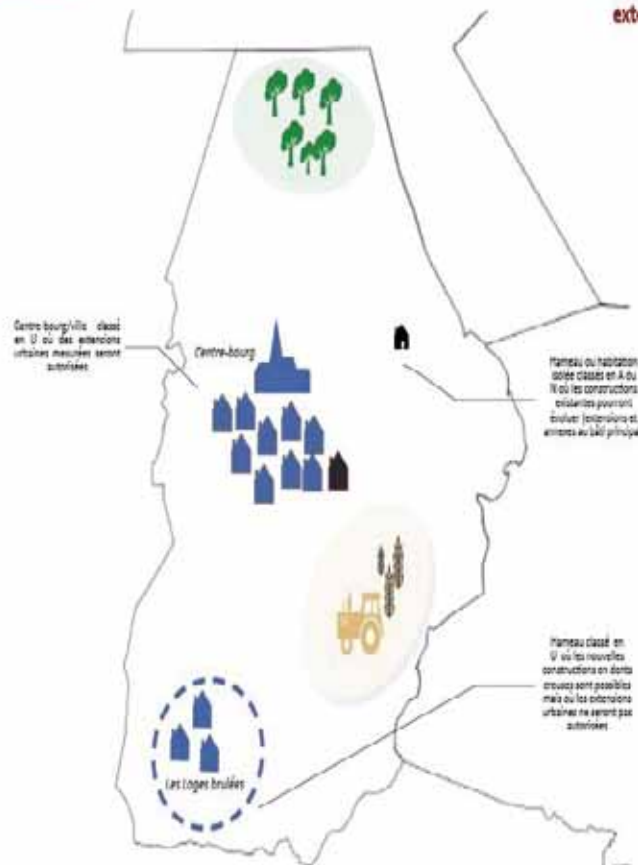 exte
Centre bourg/ville classé
en U où des extensions
urbaines mesurées seront
autorisées
Centre-bourg
Hameau ou habitation
isolée classés en A ou
N où les constructions
existantes pourront
évoluer (extensions et
annexes au bâti principal
Hameau classé en
U où les nouvelles
constructions en dents
creuses sont possibles
mais où les extensions
urbaines ne seront pas
autorisées
Les Loges brulées